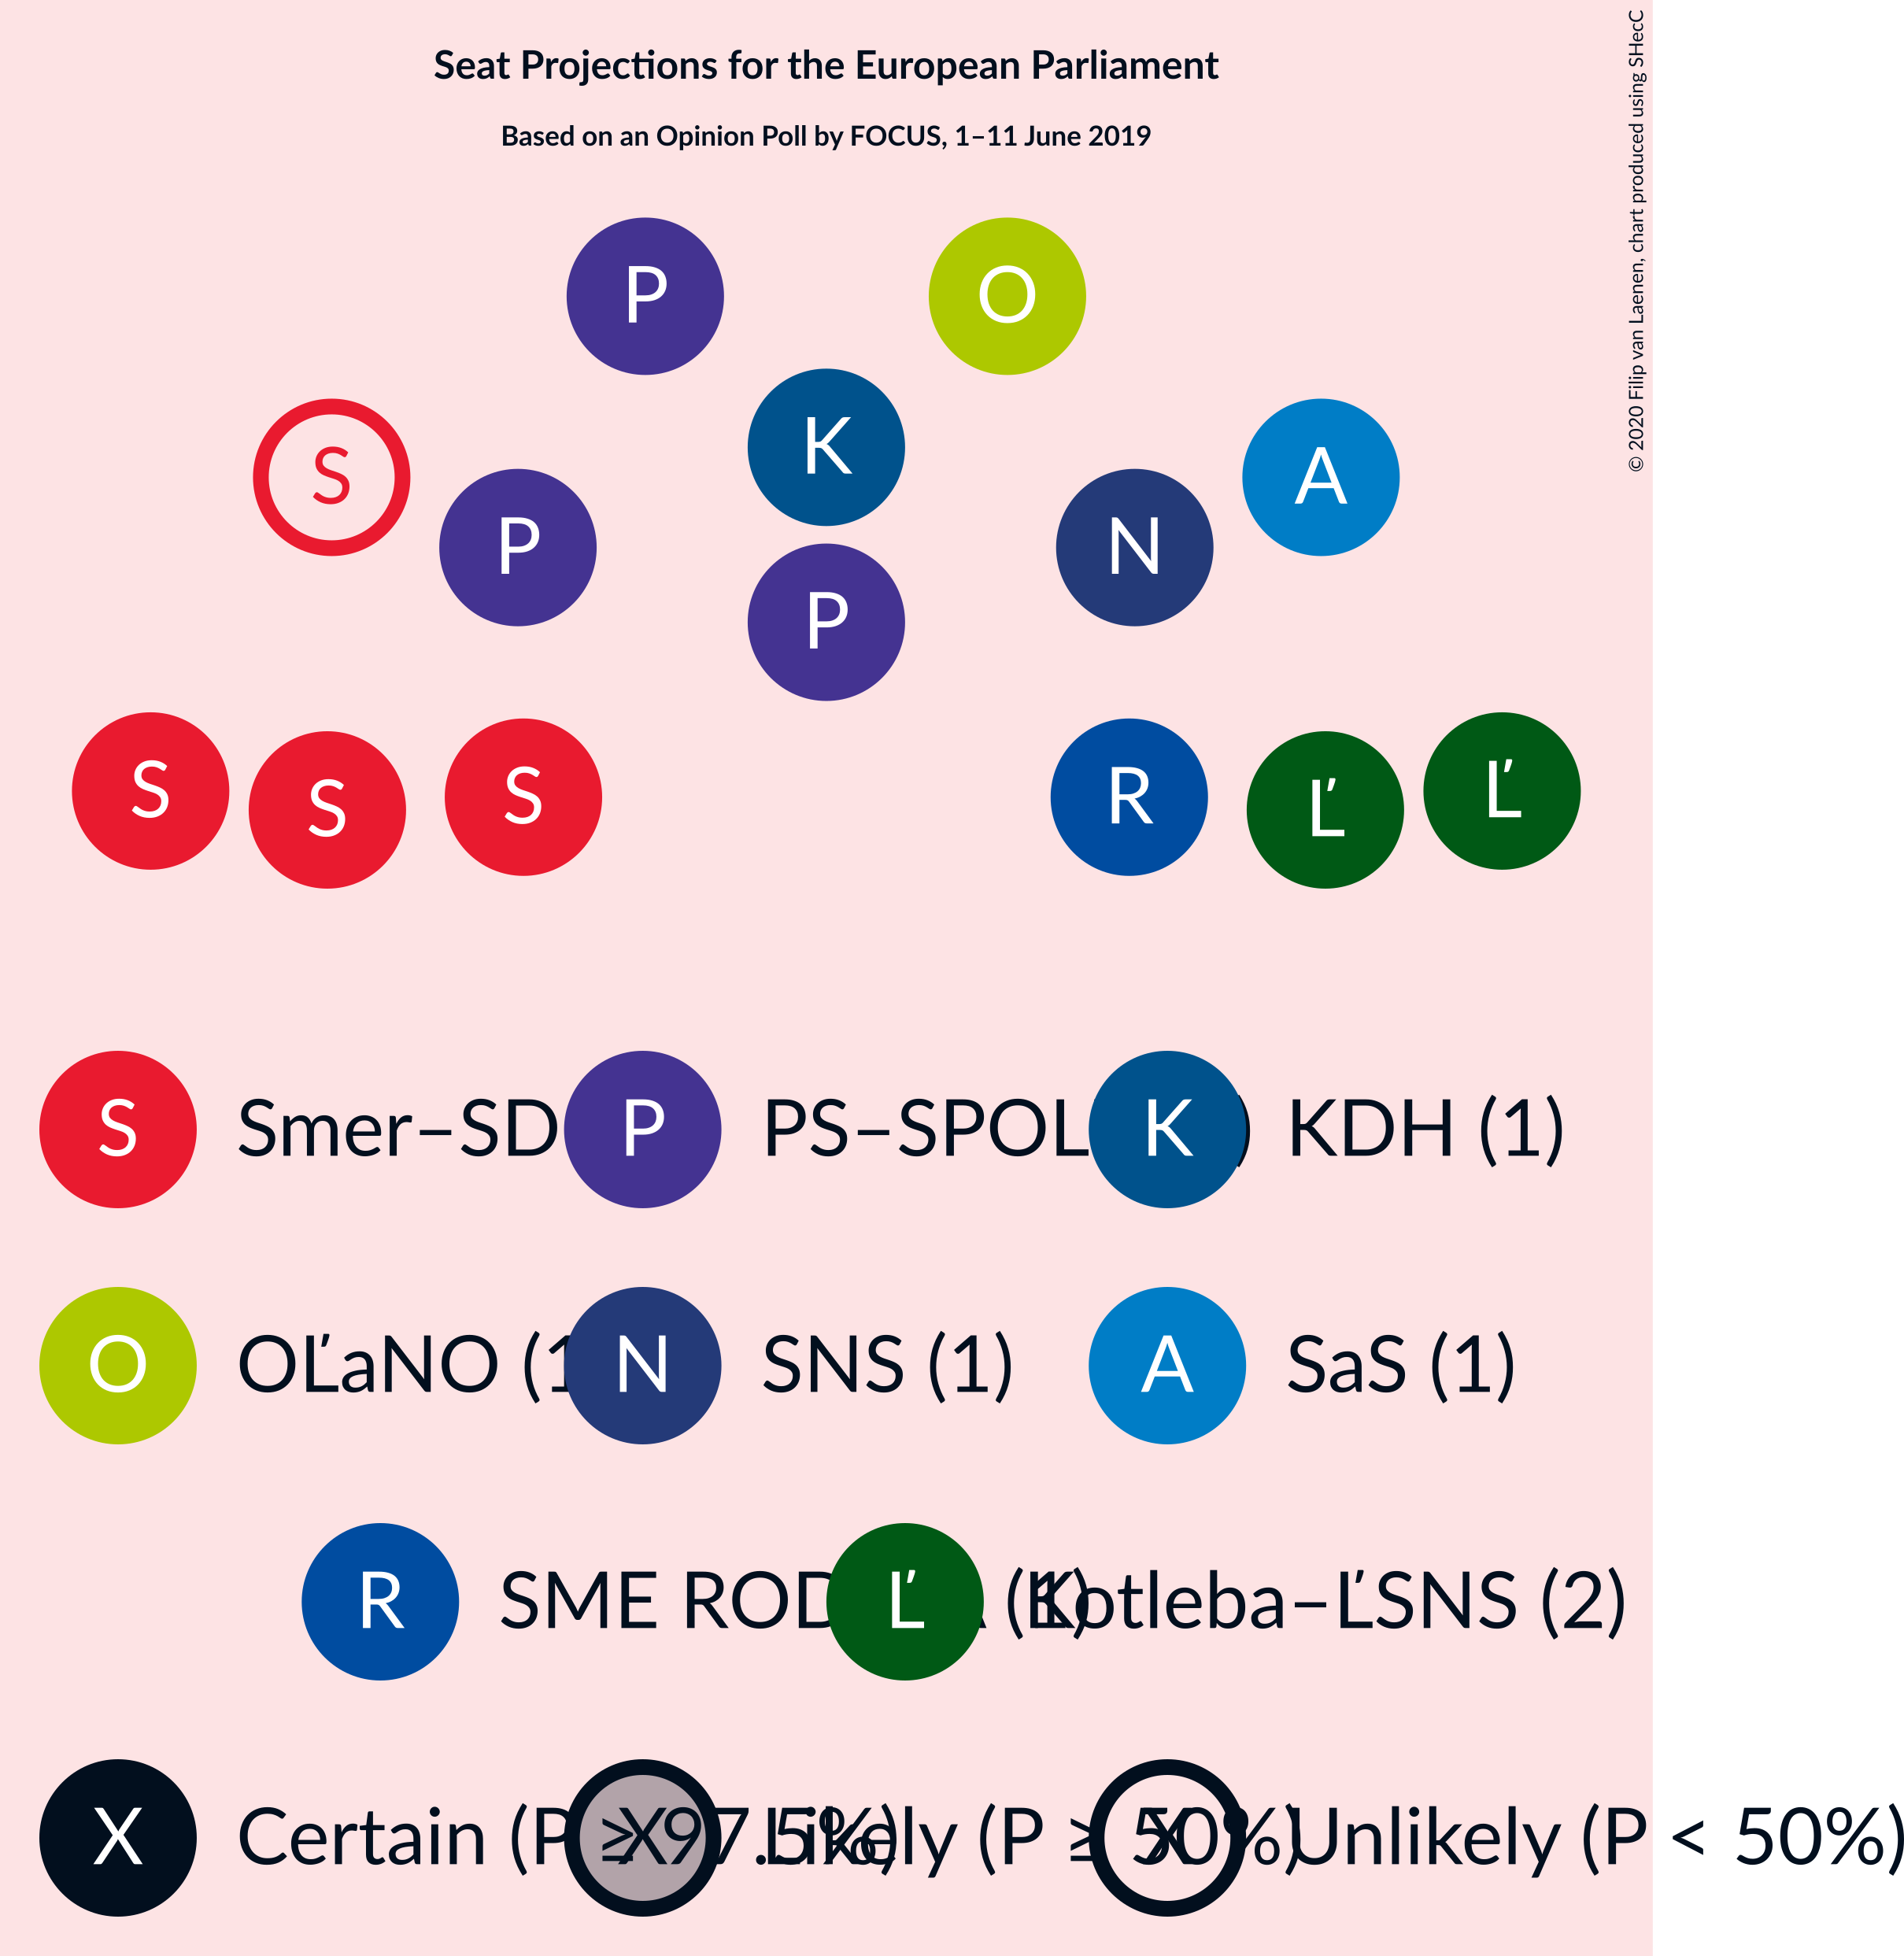 Seat Projections for the European Parliament
Based on an Opinion Poll by FOCUS, 1–11 June 2019
© 2020 Filip van Laenen, chart produced using SHecC
P O
K
S A
P N
P
S S S R Ľ Ľ
S Smer–SD P PS–SPOL K KDH (1)
O OĽaNO (1 N SNS (1) A SaS (1)
R SME ROD Ľ (1) Kotleba–ĽSNS (2)
X Certain (P ≥ 97.5%) X Likely (P ≥ 50%) X Unlikely (P < 50%)